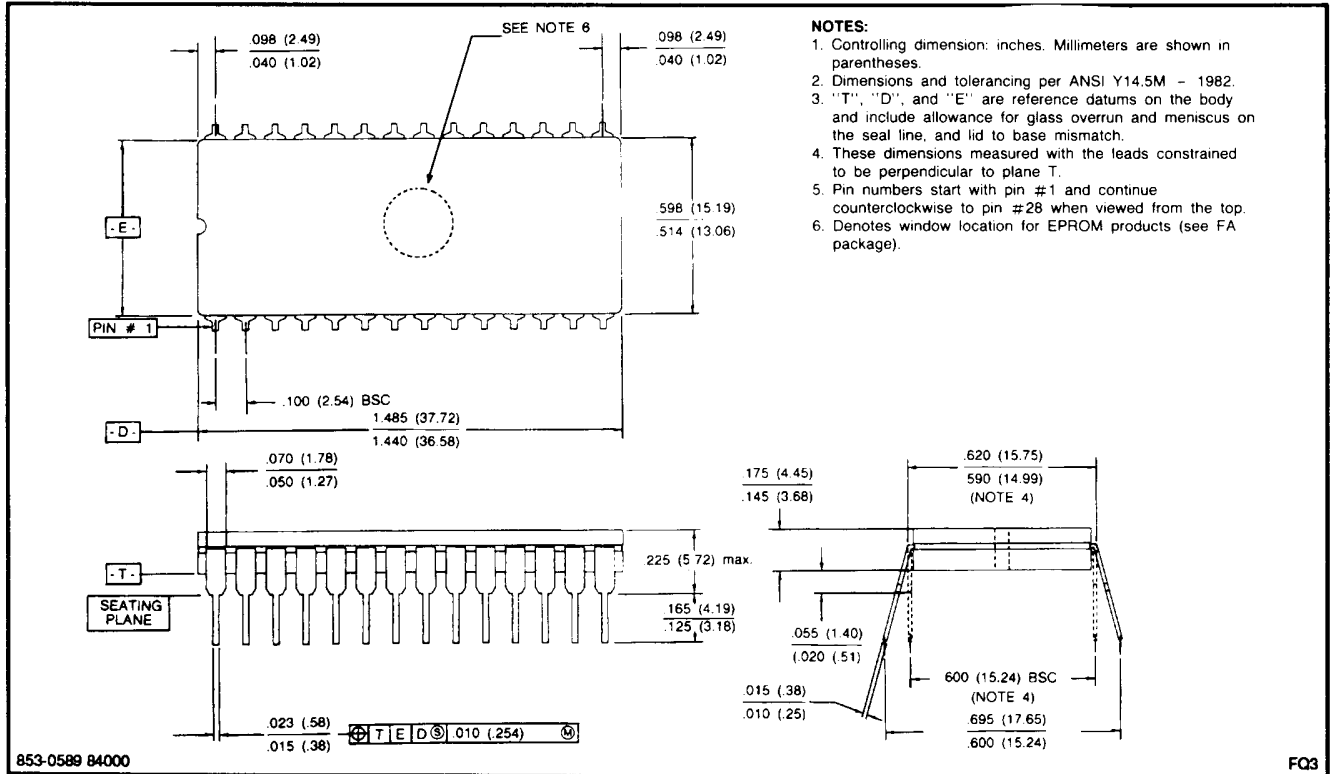 .098 (2.49)
.040 (1.02)
SEE NOTE 6
.098 (2.49)
.040 (1.02)
NOTES:
1. Controlling dimension: inches. Millimeters are shown in
parentheses.
2. Dimensions and tolerancing per ANSI Y14.5M – 1982.
3. "T", "D", and "E" are reference datums on the body
and include allowance for glass overrun and meniscus on
the seal line, and lid to base mismatch.
4. These dimensions measured with the leads constrained
to be perpendicular to plane T.
5. Pin numbers start with pin #1 and continue
counterclockwise to pin #28 when viewed from the top.
6. Denotes window location for EPROM products (see FA
package).
- E -
.598 (15.19)
.514 (13.06)
PIN # 1
.100 (2.54) BSC
- D -
1.485 (37.72)
1.440 (36.58)
.070 (1.78)
.050 (1.27)
.175 (4.45)
.145 (3.68)
.620 (15.75)
590 (14.99)
(NOTE 4)
- T -
SEATING
PLANE
.225 (5.72) max.
.165 (4.19)
.125 (3.18)
.055 (1.40)
(.020 (.51)
600 (15.24) BSC
(NOTE 4)
.015 (.38)
.010 (.25)
.695 (17.65)
.600 (15.24)
.023 (.58)
.015 (.38)
⌖ T E D Ⓢ .010 (.254) Ⓜ
853-0589 84000
FQ3